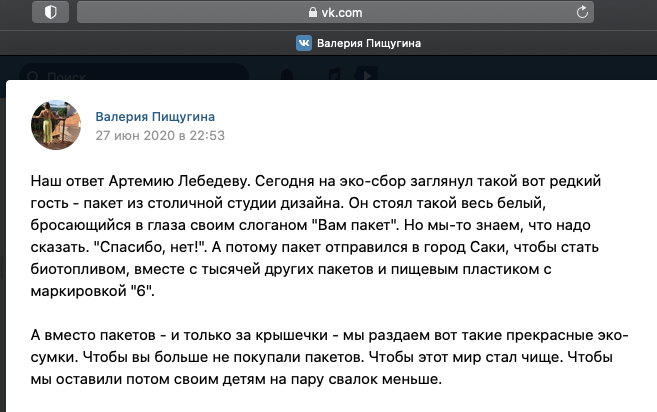 vk.com
Валерия Пищугина
Поиск
Валерия Пищугина
27 июн 2020 в 22:53
Наш ответ Артемию Лебедеву. Сегодня на эко-сбор заглянул такой вот редкий
гость - пакет из столичной студии дизайна. Он стоял такой весь белый,
бросающийся в глаза своим слоганом "Вам пакет". Но мы-то знаем, что надо
сказать. "Спасибо, нет!". А потому пакет отправился в город Саки, чтобы стать
биотопливом, вместе с тысячей других пакетов и пищевым пластиком с
маркировкой "6".
А вместо пакетов - и только за крышечки - мы раздаем вот такие прекрасные эко-
сумки. Чтобы вы больше не покупали пакетов. Чтобы этот мир стал чище. Чтобы
мы оставили потом своим детям на пару свалок меньше.